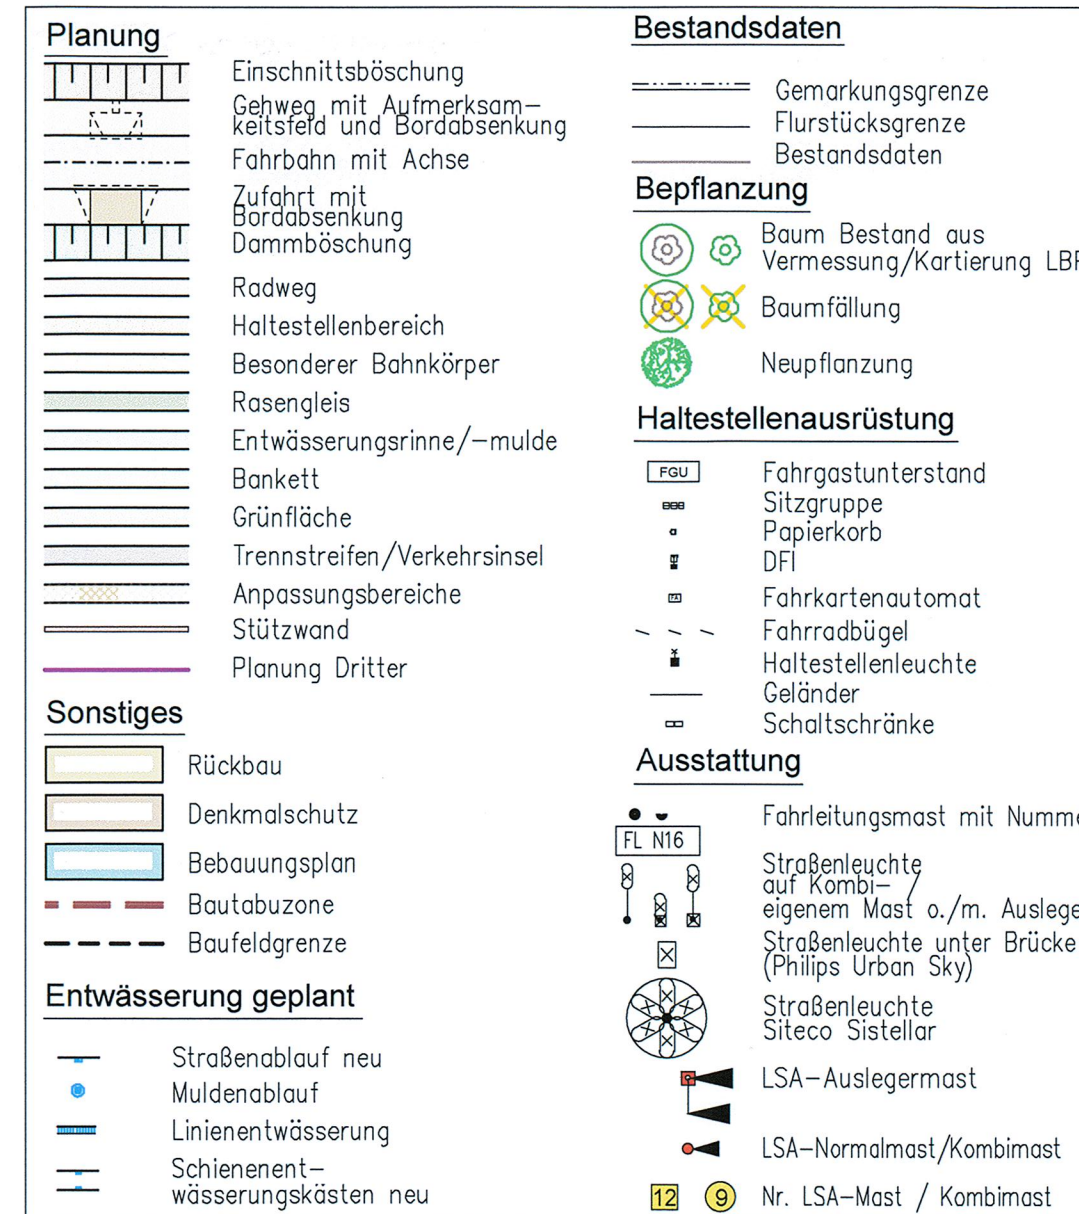 Planung
Einschnittsböschung
Gehweg mit Aufmerksam-
keitsfeld und Bordabsenkung
Fahrbahn mit Achse
Zufahrt mit
Bordabsenkung
Dammböschung
Radweg
Haltestellenbereich
Besonderer Bahnkörper
Rasengleis
Entwässerungsrinne/-mulde
Bankett
Grünfläche
Trennstreifen/Verkehrsinsel
Anpassungsbereiche
Stützwand
Planung Dritter
Sonstiges
Rückbau
Denkmalschutz
Bebauungsplan
Bautabuzone
Baufeldgrenze
Entwässerung geplant
Straßenablauf neu
Muldenablauf
Linienentwässerung
Schienenent-
wässerungskästen neu
Bestandsdaten
Gemarkungsgrenze
Flurstücksgrenze
Bestandsdaten
Bepflanzung
Baum Bestand aus
Vermessung/Kartierung
Baumfällung
Neupflanzung
Haltestellenausrüstung
FGU Fahrgastunterstand
Sitzgruppe
Papierkorb
DFI
FA Fahrkartenautomat
Fahrradbügel
Haltestellenleuchte
Geländer
Schaltschränke
Ausstattung
Fahrleitungsmast mit
FL N16
Straßenleuchte
auf Kombi- /
eigenem Mast o./m.
Straßenleuchte unter Brücke
(Philips Urban Sky)
Straßenleuchte
Siteco Sistellar
LSA-Auslegermast
LSA-Normalmast/Kombimast
12 9 Nr. LSA-Mast / Kombimast